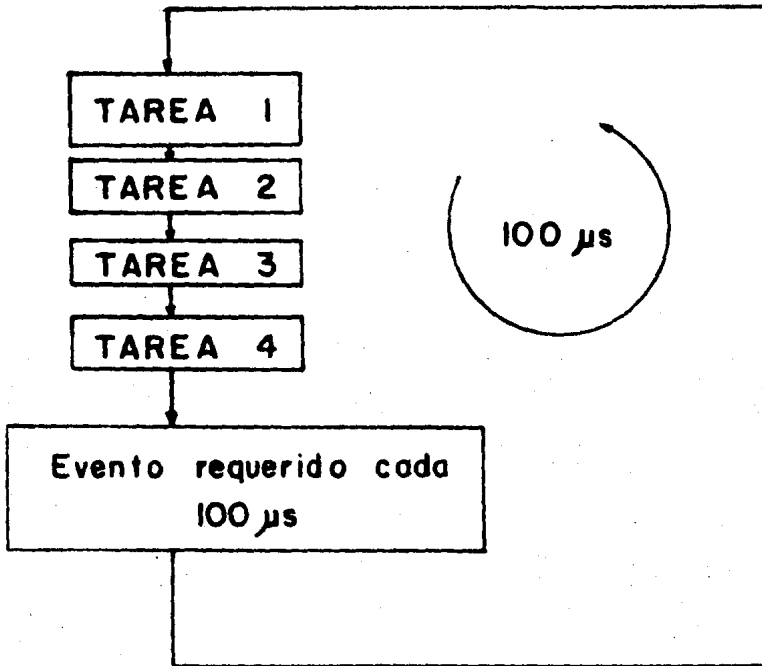 TAREA 1
TAREA 2
100 µs
TAREA 3
TAREA 4
Evento requerido cada
100 µs